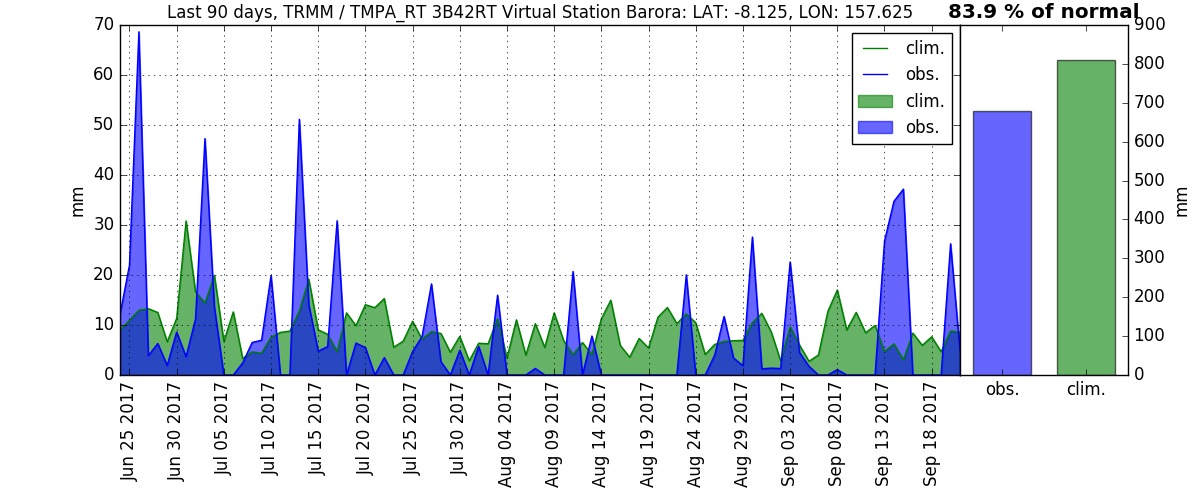 Last 90 days, TRMM / TMPA_RT 3B42RT Virtual Station Barora: LAT: -8.125, LON: 157.625
83.9 % of normal
70
60
50
40
30
20
10
0
mm
clim.
obs.
clim.
obs.
900
800
700
600
500
400
300
200
100
0
mm
obs.
clim.
Jun 25 2017
Jun 30 2017
Jul 05 2017
Jul 10 2017
Jul 15 2017
Jul 20 2017
Jul 25 2017
Jul 30 2017
Aug 04 2017
Aug 09 2017
Aug 14 2017
Aug 19 2017
Aug 24 2017
Aug 29 2017
Sep 03 2017
Sep 08 2017
Sep 13 2017
Sep 18 2017